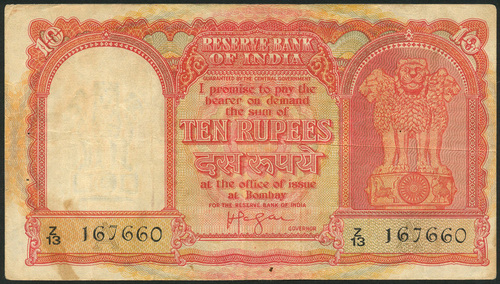 10
10
RESERVE BANK
OF INDIA
GUARANTEED BY THE CENTRAL GOVERNMENT
I promise to pay the
bearer on demand
the sum of
TEN RUPEES
दस रुपये
at the office of issue
at Bombay
FOR THE RESERVE BANK OF INDIA
GOVERNOR
Z/13 167660
Z/13 167660